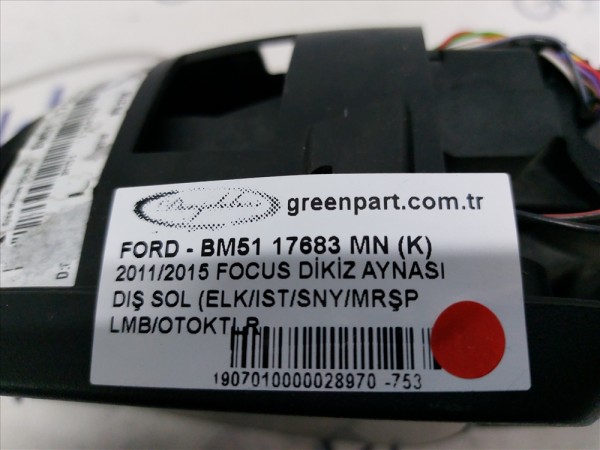 greenpart.com.tr
FORD - BM51 17683 MN (K)
2011/2015 FOCUS DİKİZ AYNASI
DIŞ SOL (ELK/IST/SNY/MRŞP
LMB/OTOKTLR
1907010000028970 -753